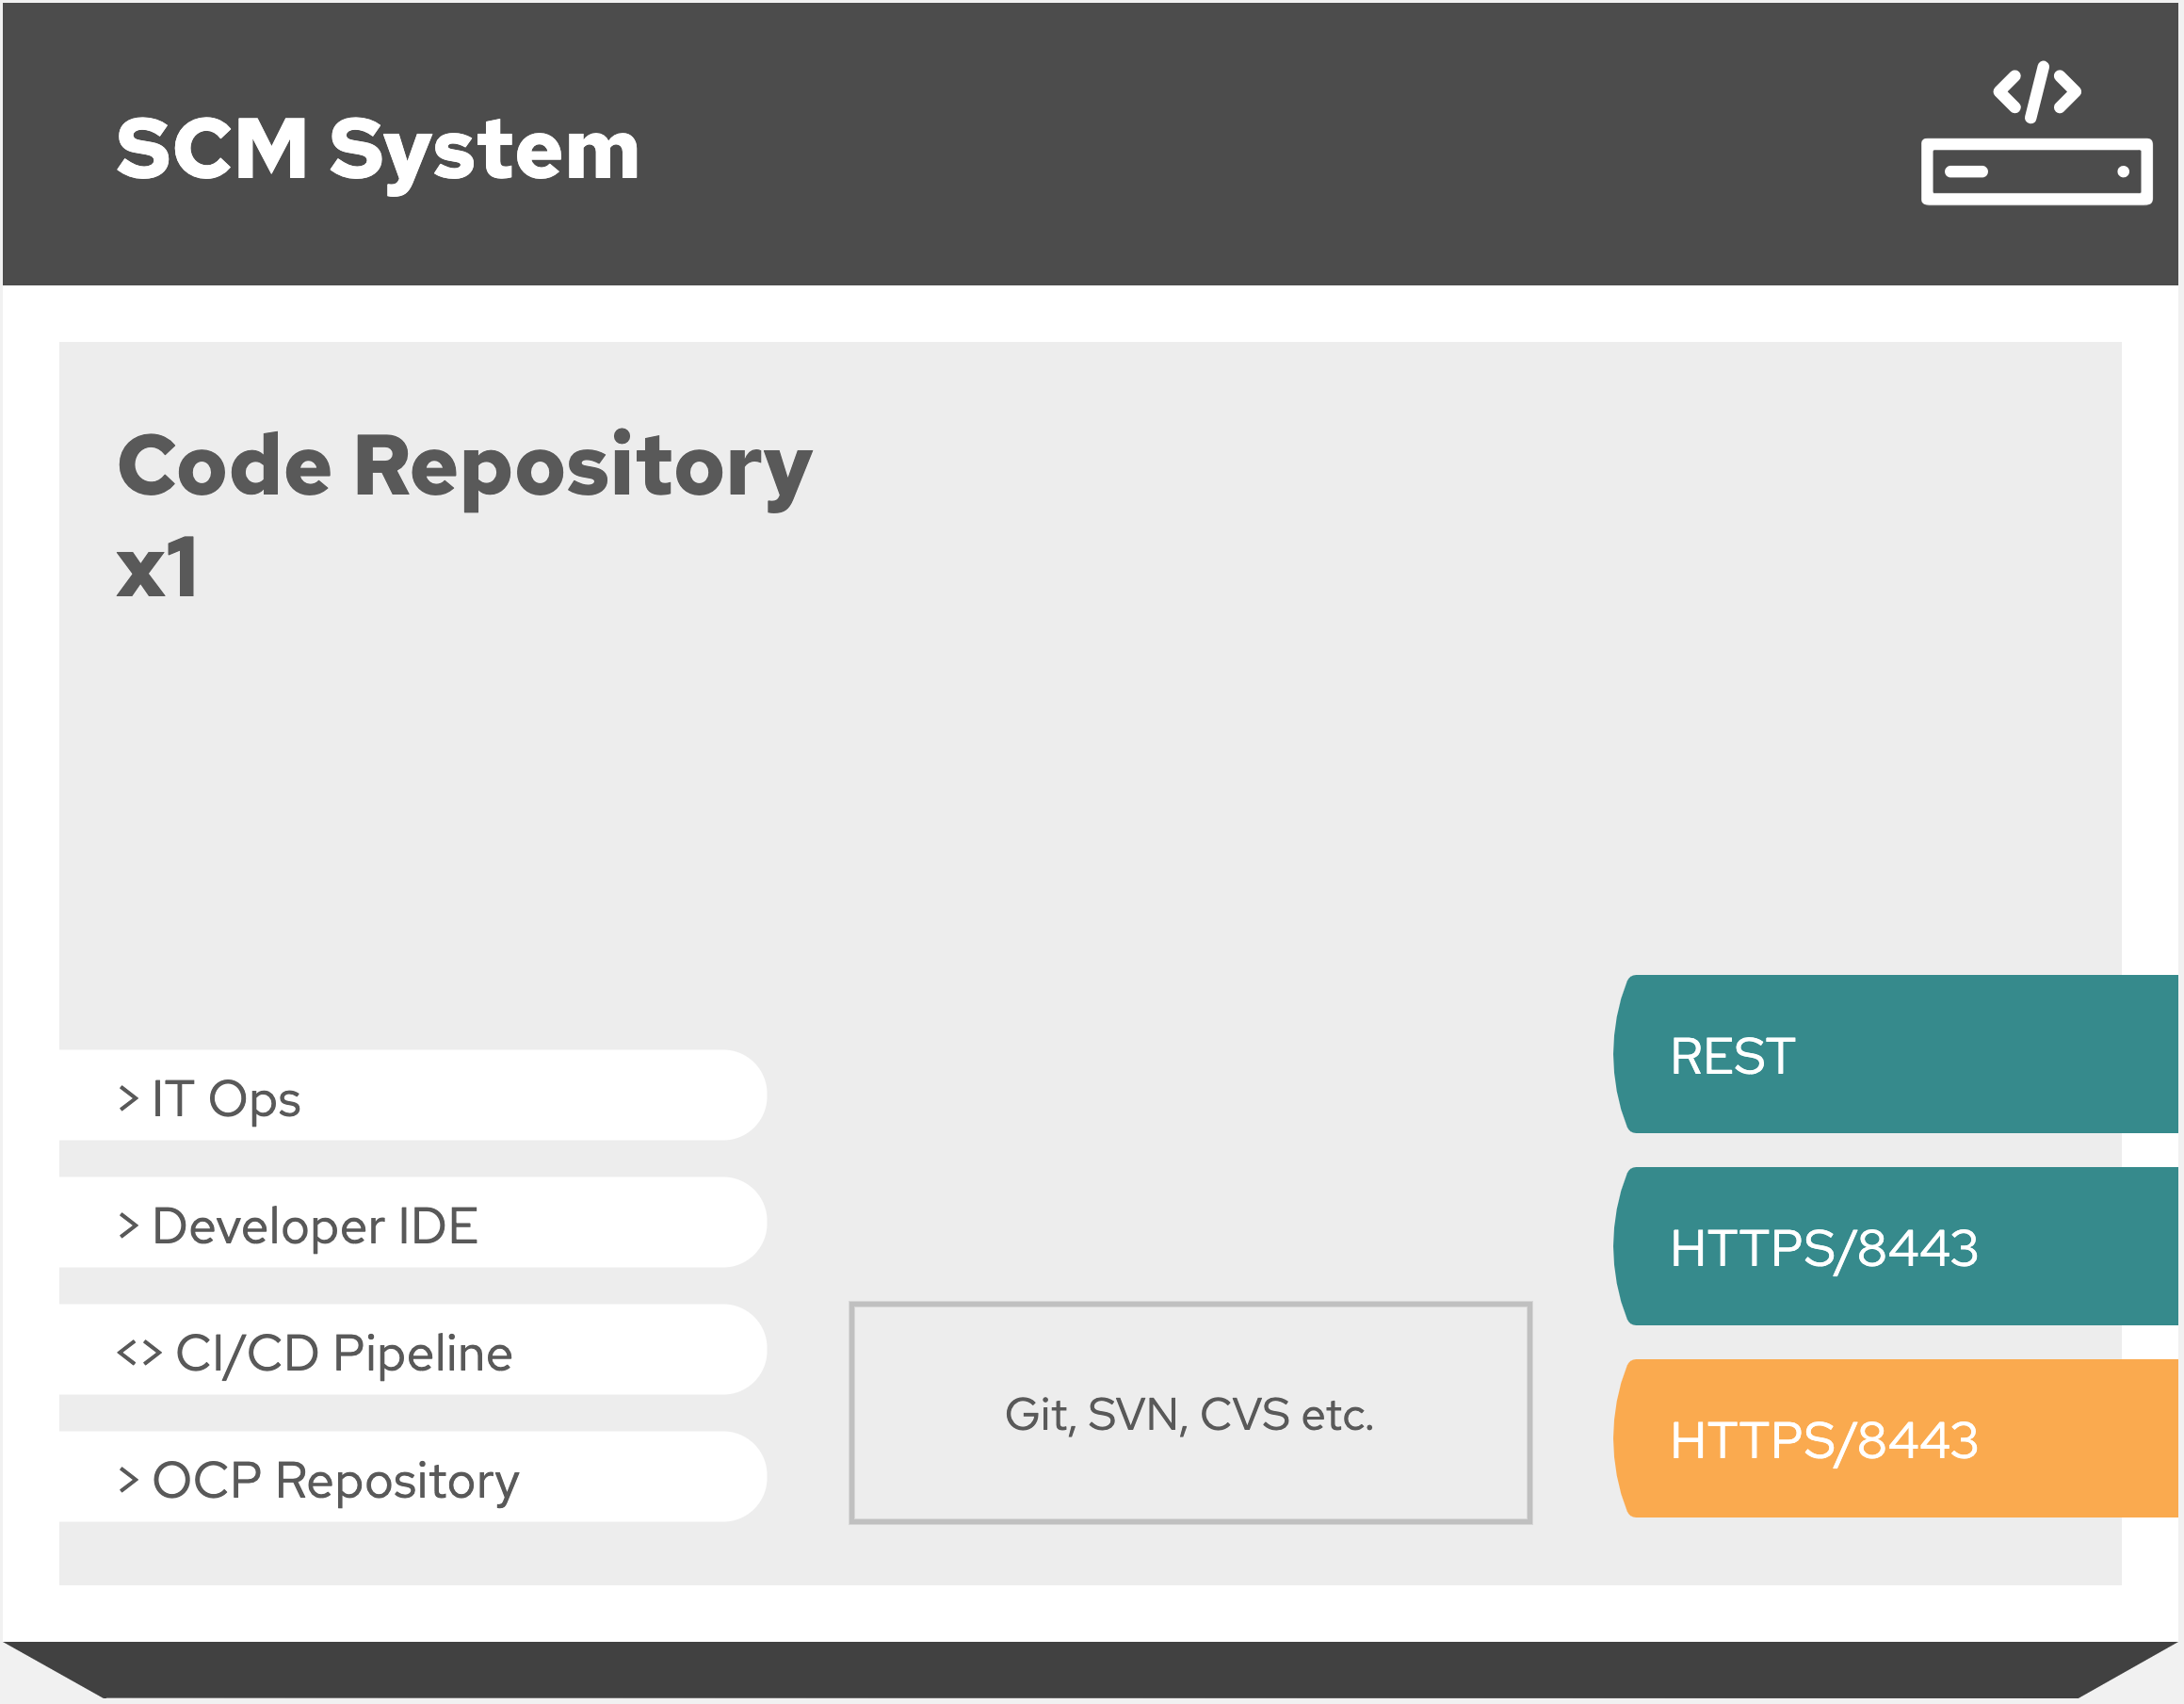 SCM System
Code Repository
x1
> IT Ops
> Developer IDE
<> CI/CD Pipeline
> OCP Repository
Git, SVN, CVS etc.
REST
HTTPS/8443
HTTPS/8443